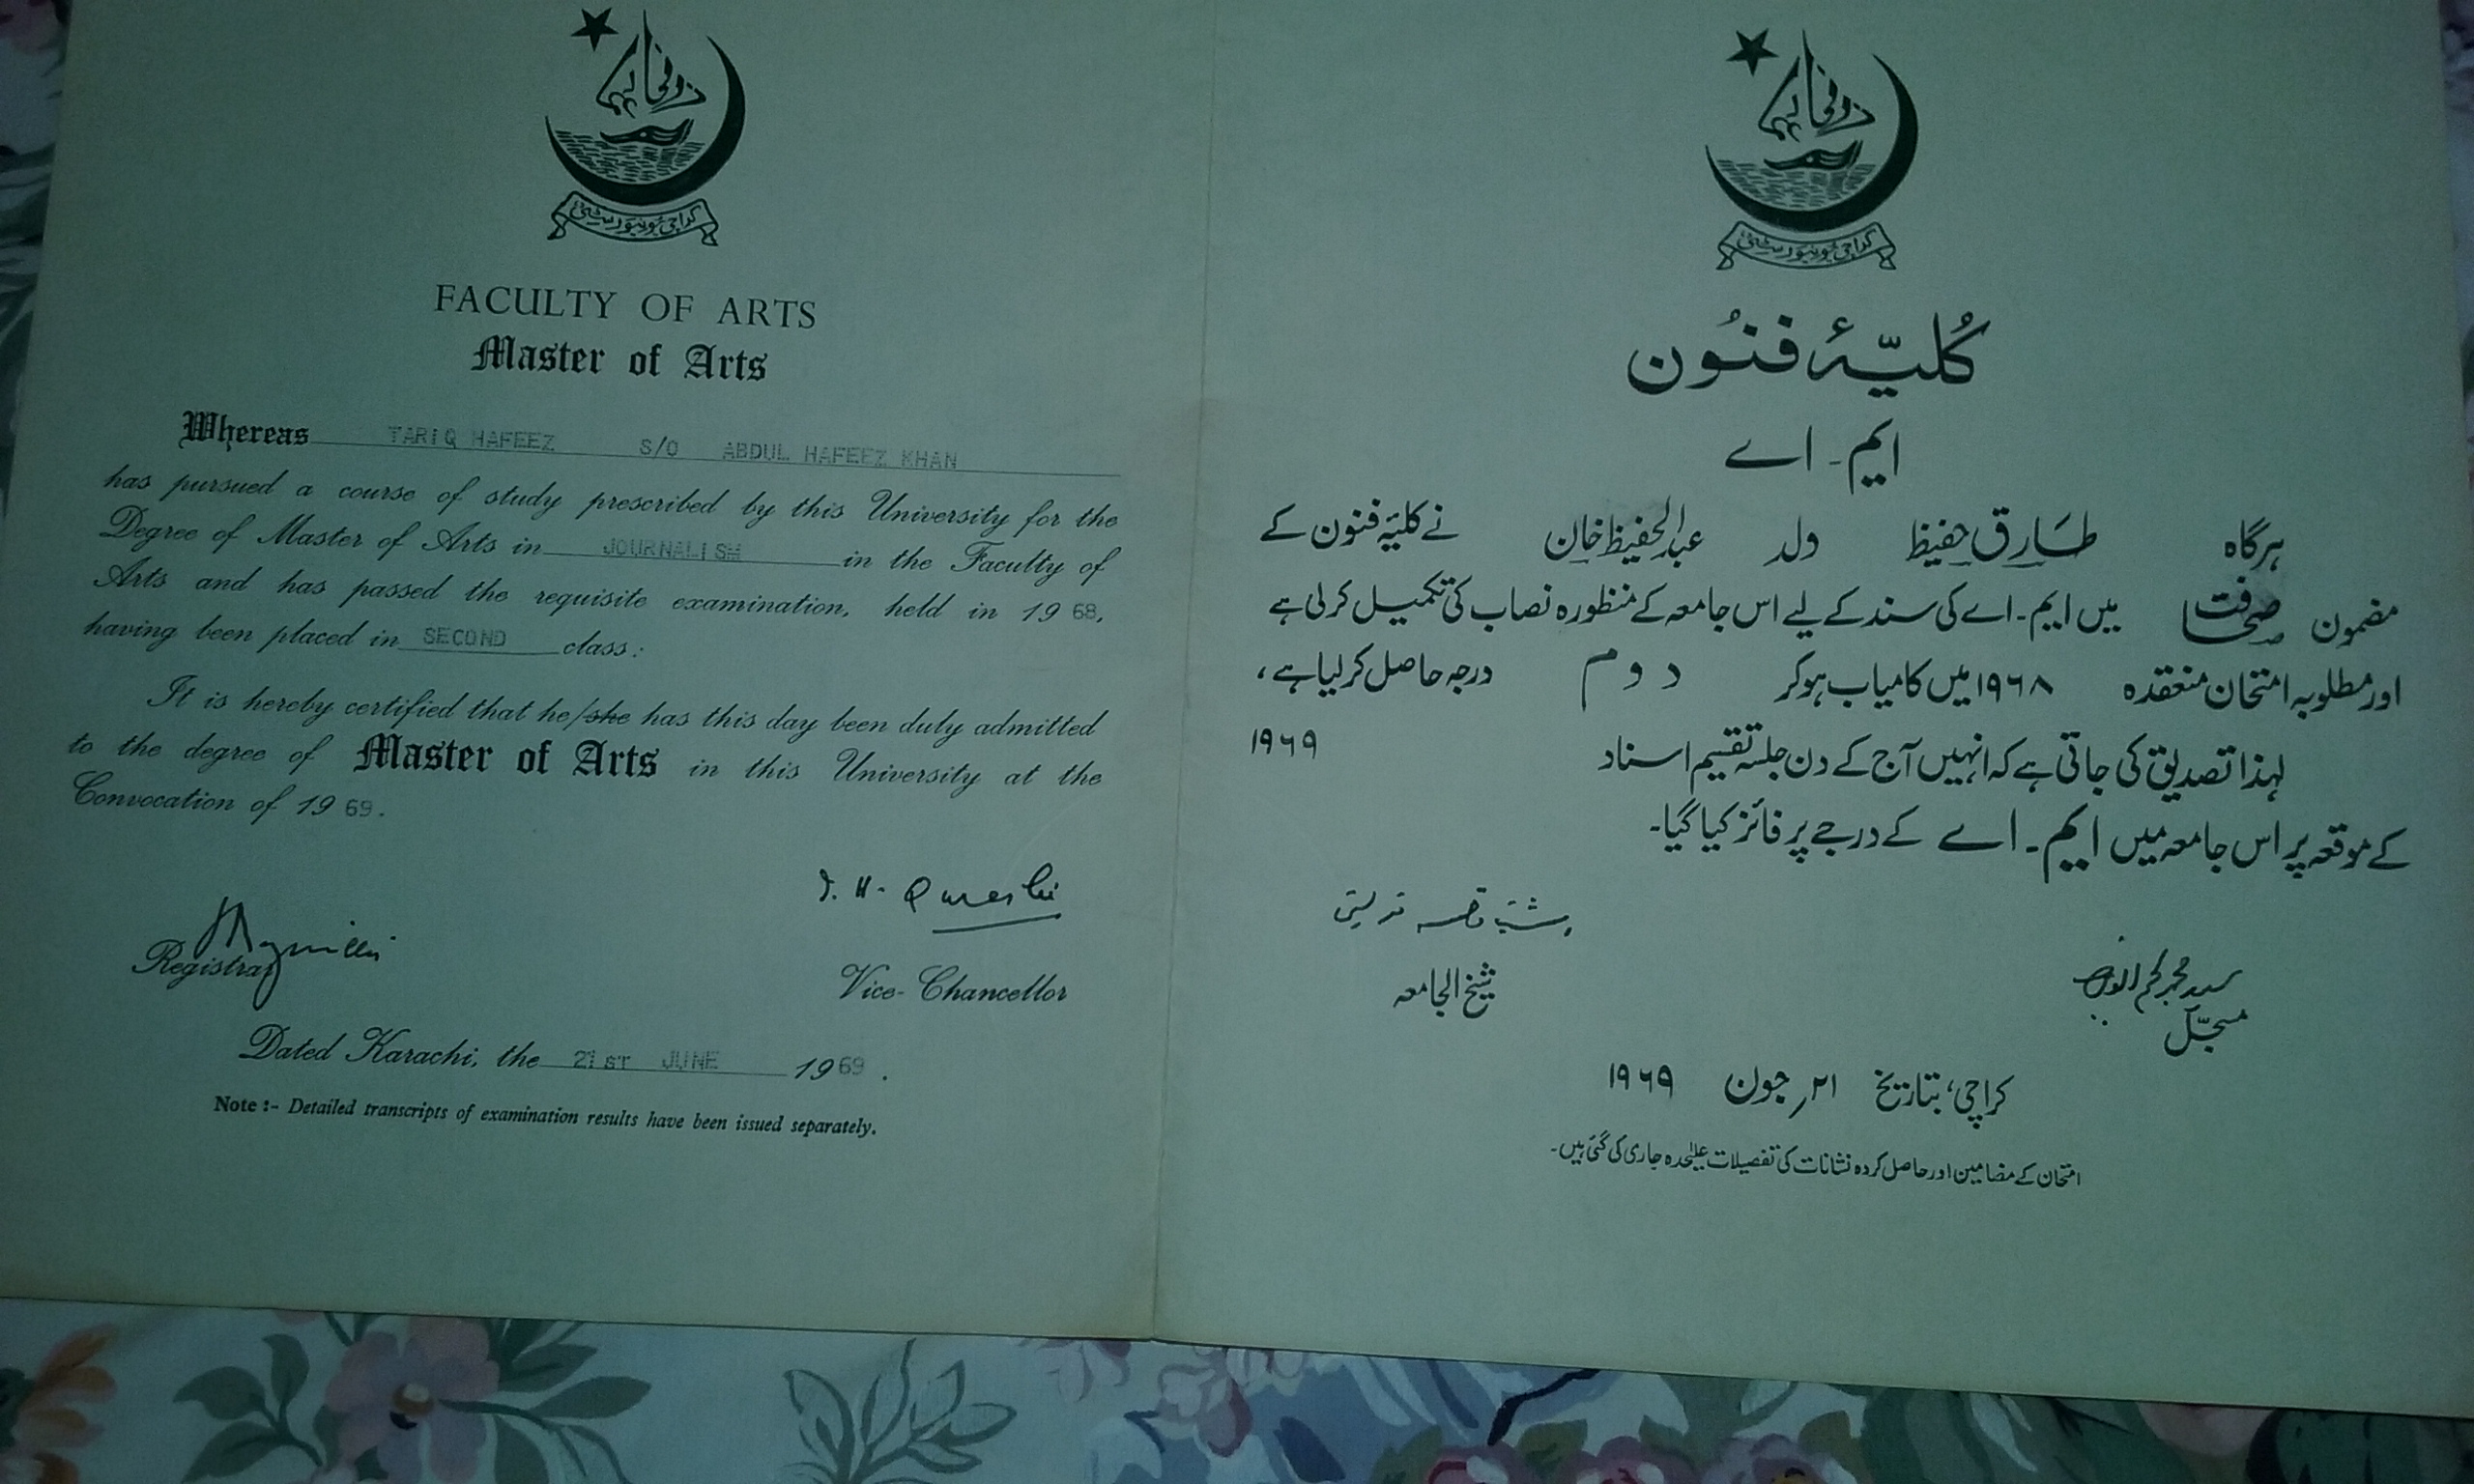 کراچی یونیورسٹی
FACULTY OF ARTS
Master of Arts
Whereas TARIQ HAFEEZ S/O ABDUL HAFEEZ KHAN
has pursued a course of study prescribed by this University for the
Degree of Master of Arts in JOURNALISM in the Faculty of
Arts and has passed the requisite examination, held in 1968,
having been placed in SECOND class:
It is hereby certified that he/she has this day been duly admitted
to the degree of Master of Arts in this University at the
Convocation of 1969.
I. H. Qureshi
Registrar
Vice-Chancellor
Dated Karachi, the 21ST JUNE 1969.
Note :- Detailed transcripts of examination results have been issued separately.
کراچی یونیورسٹی
کُلیّۂ فنُون
ایم۔ اے
ہرگاہ طارق حفیظ ولد عبدالحفیظ خان نے کلیۂ فنون کے
مضمون صحافت میں ایم۔اے کی سند کے لیے اس جامعہ کے منظورہ نصاب کی تکمیل کرلی ہے
اور مطلوبہ امتحان منعقدہ ۱۹۶۸ میں کامیاب ہوکر دوم درجہ حاصل کرلیا ہے،
لہذا تصدیق کی جاتی ہے کہ انہیں آج کے دن جلسۂ تقسیم اسناد ۱۹۶۹
کے موقعہ پر اس جامعہ میں ایم۔ اے کے درجے پر فائز کیا گیا۔
شیخ الجامعہ
مسجّل
کراچی، بتاریخ ۲۱ر جون ۱۹۶۹
امتحان کے مضامین اور حاصل کردہ نشانات کی تفصیلات علیٰحدہ جاری کی گئی ہیں۔